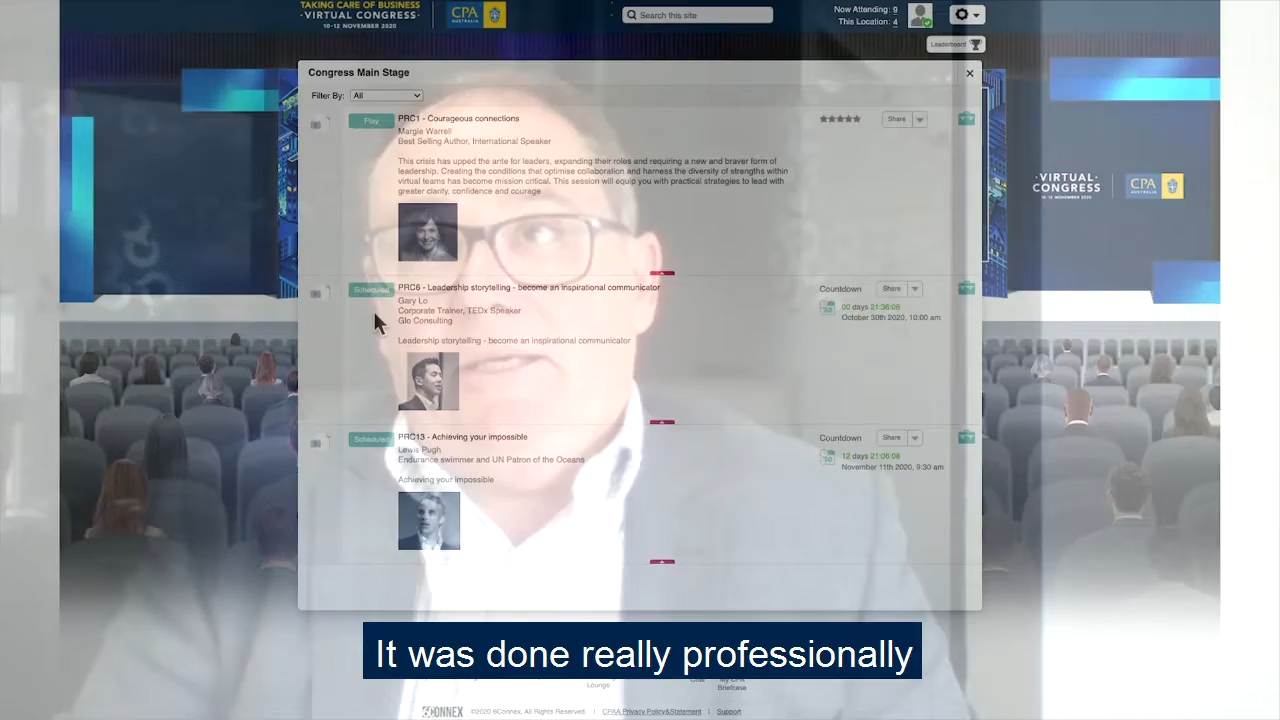 TAKING CARE OF BUSINESS
·VIRTUAL CONGRESS·
10-12 NOVEMBER 2020
CPA
AUSTRALIA
Search this site
Now Attending: 9
This Location: 4
Leaderboard
Congress Main Stage
Filter By: All
Play
PRC1 - Courageous connections
Share
Margie Warrell
Best Selling Author, International Speaker
This crisis has upped the ante for leaders, expanding their roles and requiring a new and braver form of
leadership. Creating the conditions that optimise collaboration and harness the diversity of strengths within
virtual teams has become mission critical. This session will equip you with practical strategies to lead with
greater clarity, confidence and courage
·VIRTUAL
CONGRESS·
10-12 NOVEMBER 2020
CPA
AUSTRALIA
Scheduled
PRC6 - Leadership storytelling - become an inspirational communicator
Countdown
Share
Gary Lo
Corporate Trainer, TEDx Speaker
Glo Consulting
00 days 21:36:08
October 30th 2020, 10:00 am
Leadership storytelling - become an inspirational communicator
Scheduled
PRC13 - Achieving your impossible
Countdown
Share
Lewis Pugh
Endurance swimmer and UN Patron of the Oceans
12 days 21:06:08
November 11th 2020, 9:30 am
Achieving your impossible
It was done really professionally
Lounge
Chat
My CPA
Briefcase
6CONNEX
©2020 6Connex. All Rights Reserved. | CPAA Privacy Policy&Statement | Support